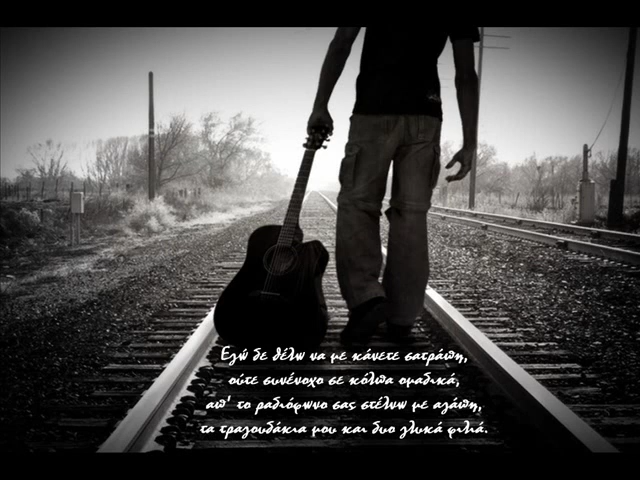 Εγώ δε θέλω να με κάνετε σατράπη,
ούτε συνένοχο σε κόλπα ομαδικά,
απ' το ραδιόφωνο σας στέλνω με αγάπη,
τα τραγουδάκια μου και δυο γλυκά φιλιά.